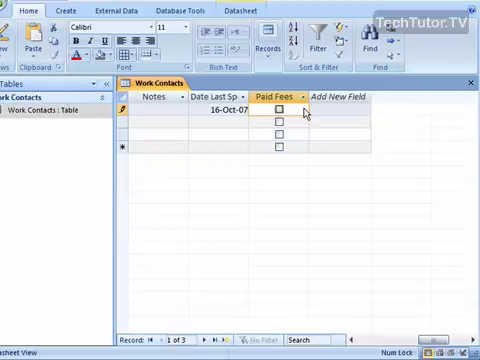 TechTutor.TV
Home Create External Data Database Tools Datasheet
Calibri 11
Paste
Records
Filter
Find
Clipboard Font Rich Text Sort & Filter Find
Tables
Work Contacts
Work Contacts : Table
Work Contacts
Notes Date Last Sp Paid Fees Add New Field
16-Oct-07
Record: 1 of 3 No Filter Search
Datasheet View Num Lock